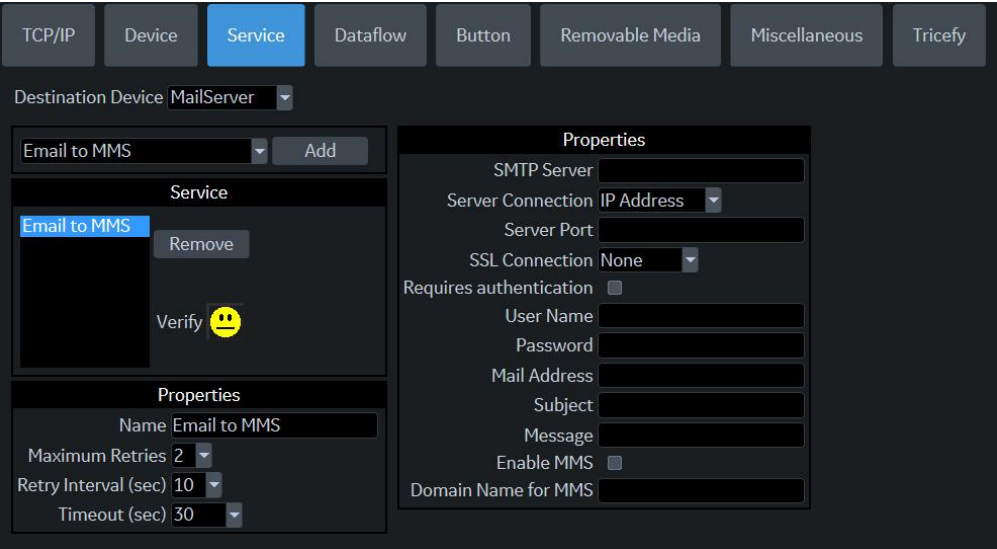 TCP/IP Device Service Dataflow Button Removable Media Miscellaneous Tricefy
Destination Device MailServer
Email to MMS Add
Service
Email to MMS
Remove
Verify
Properties
Name Email to MMS
Maximum Retries 2
Retry Interval (sec) 10
Timeout (sec) 30
Properties
SMTP Server
Server Connection IP Address
Server Port
SSL Connection None
Requires authentication
User Name
Password
Mail Address
Subject
Message
Enable MMS
Domain Name for MMS